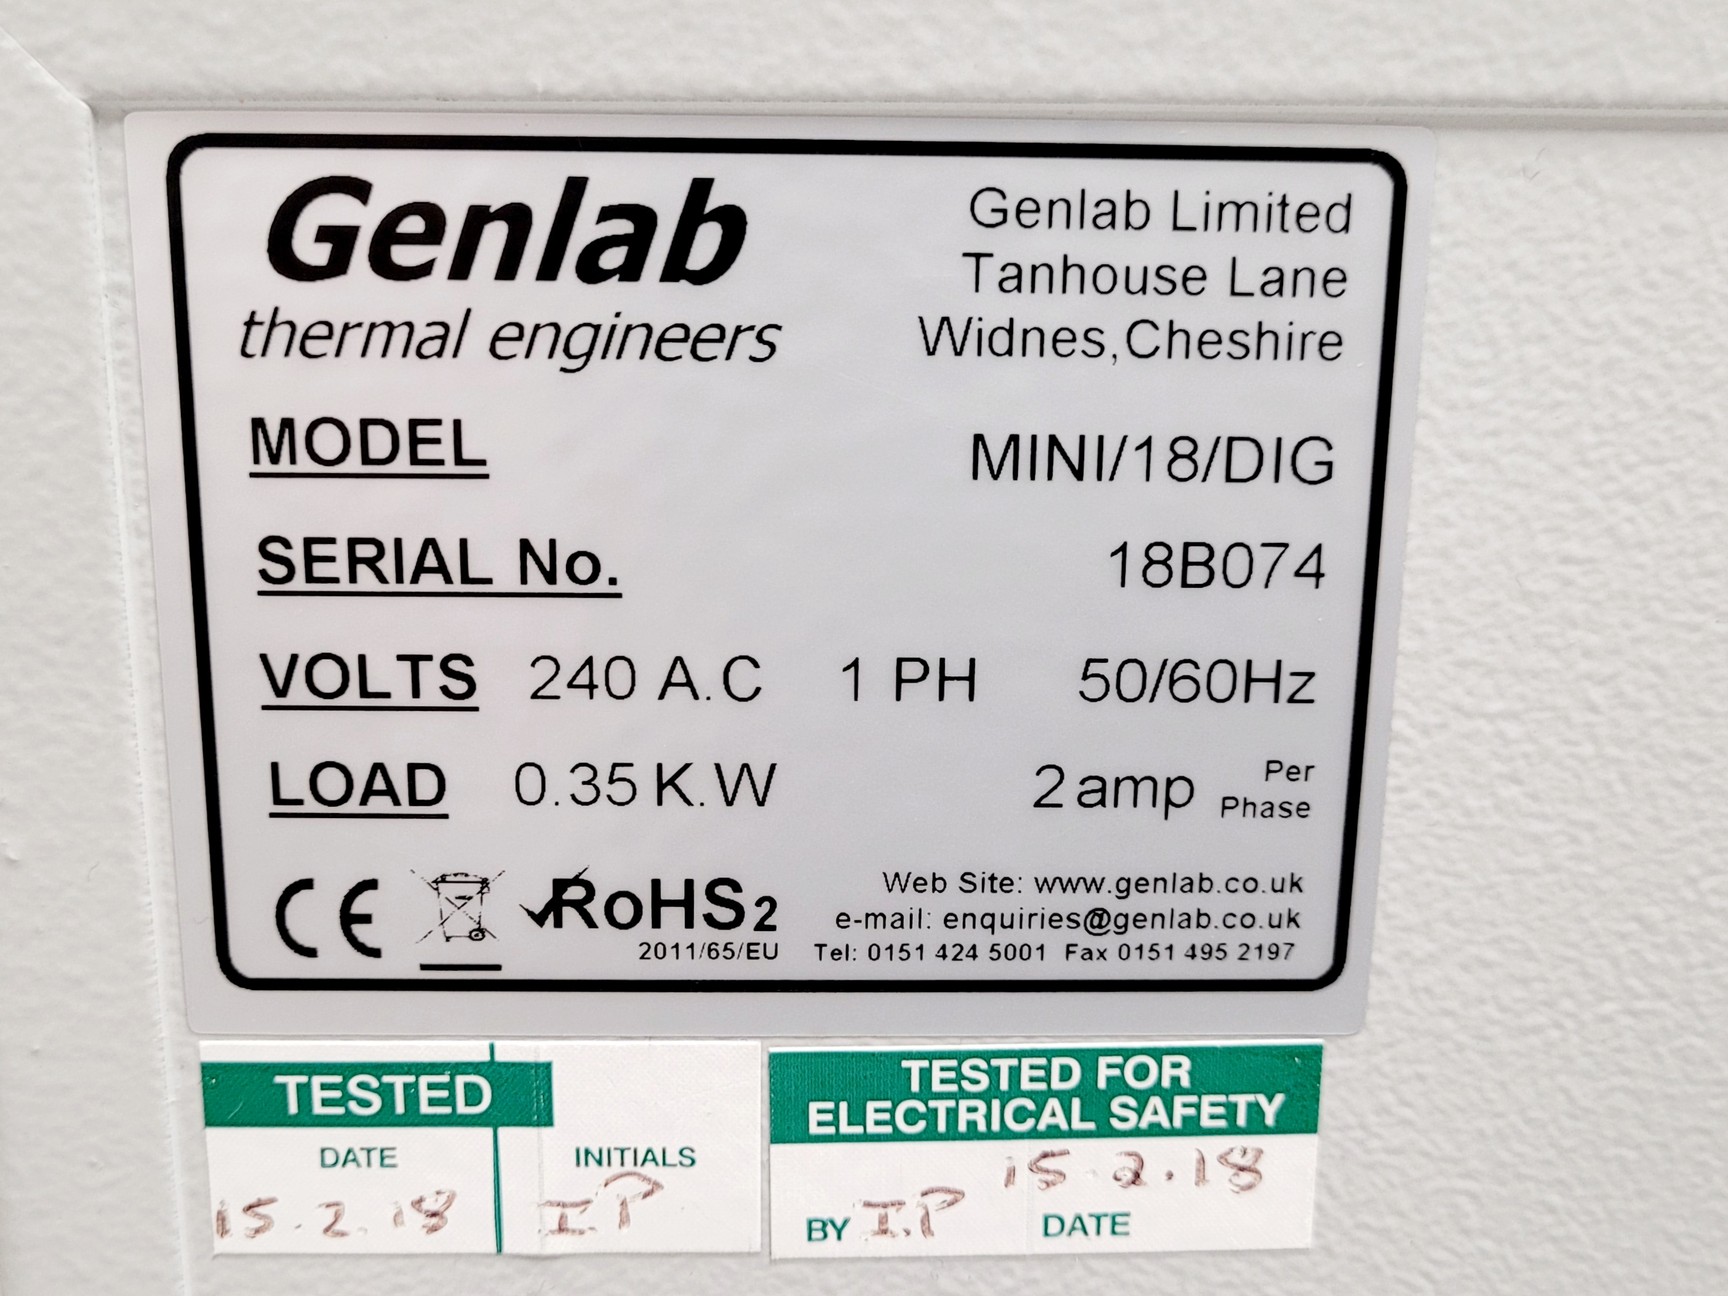 Genlab
thermal engineers
Genlab Limited
Tanhouse Lane
Widnes,Cheshire
MODEL MINI/18/DIG
SERIAL No. 18B074
VOLTS 240 A.C 1 PH 50/60Hz
LOAD 0.35 K.W 2 amp Per Phase
CE RoHS2
2011/65/EU
Web Site: www.genlab.co.uk
e-mail: enquiries@genlab.co.uk
Tel: 0151 424 5001 Fax 0151 495 2197
TESTED
DATE INITIALS
15.2.18 I.P
TESTED FOR
ELECTRICAL SAFETY
15.2.18
BY I.P DATE